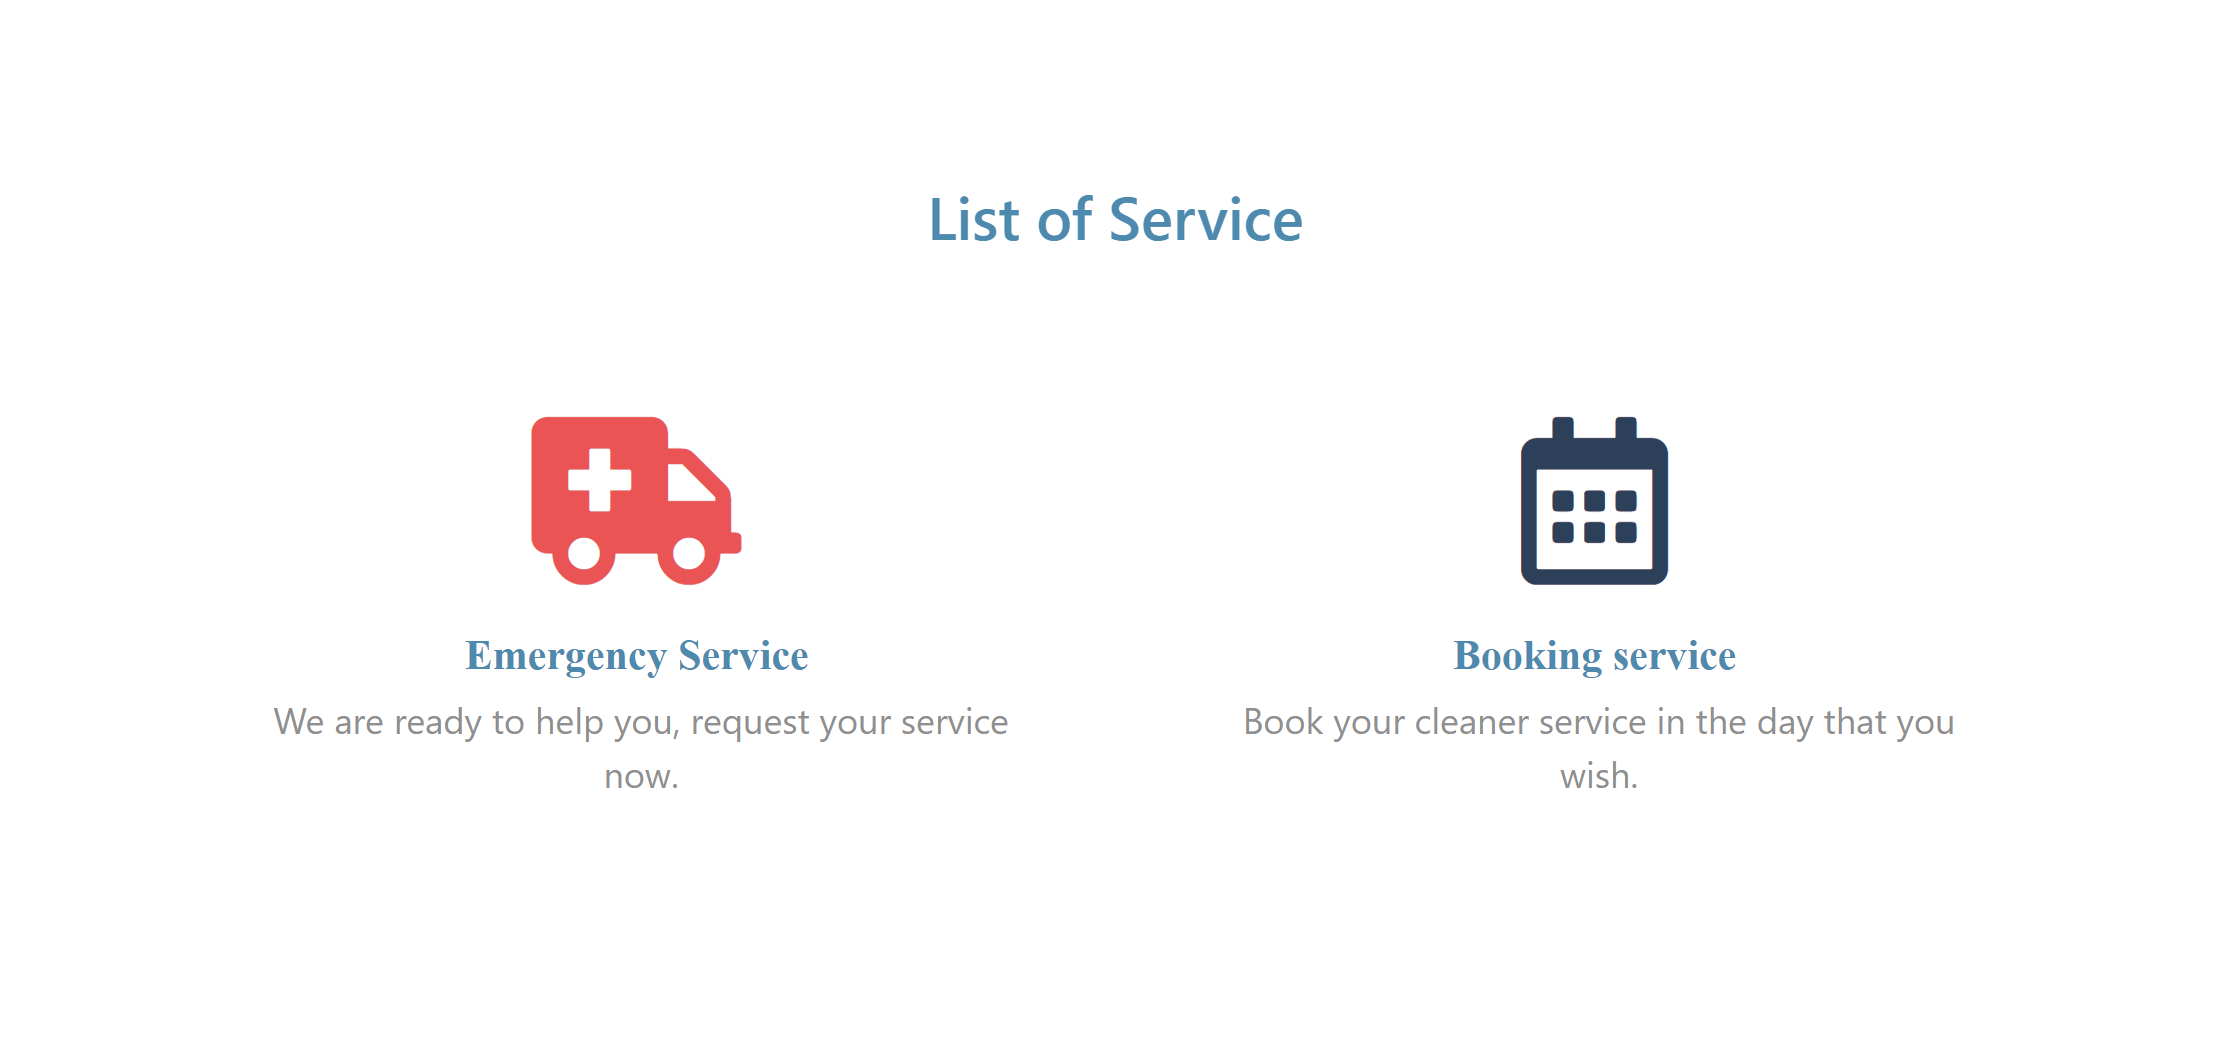 List of Service
Emergency Service
We are ready to help you, request your service
now.
Booking service
Book your cleaner service in the day that you
wish.